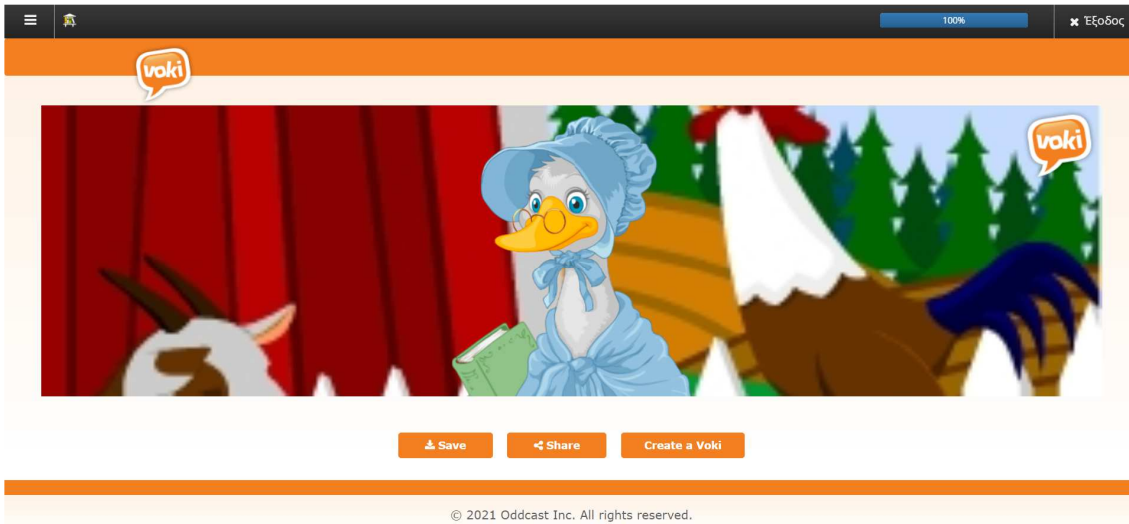 100%
Έξοδος
voki
voki
Save
Share
Create a Voki
© 2021 Oddcast Inc. All rights reserved.